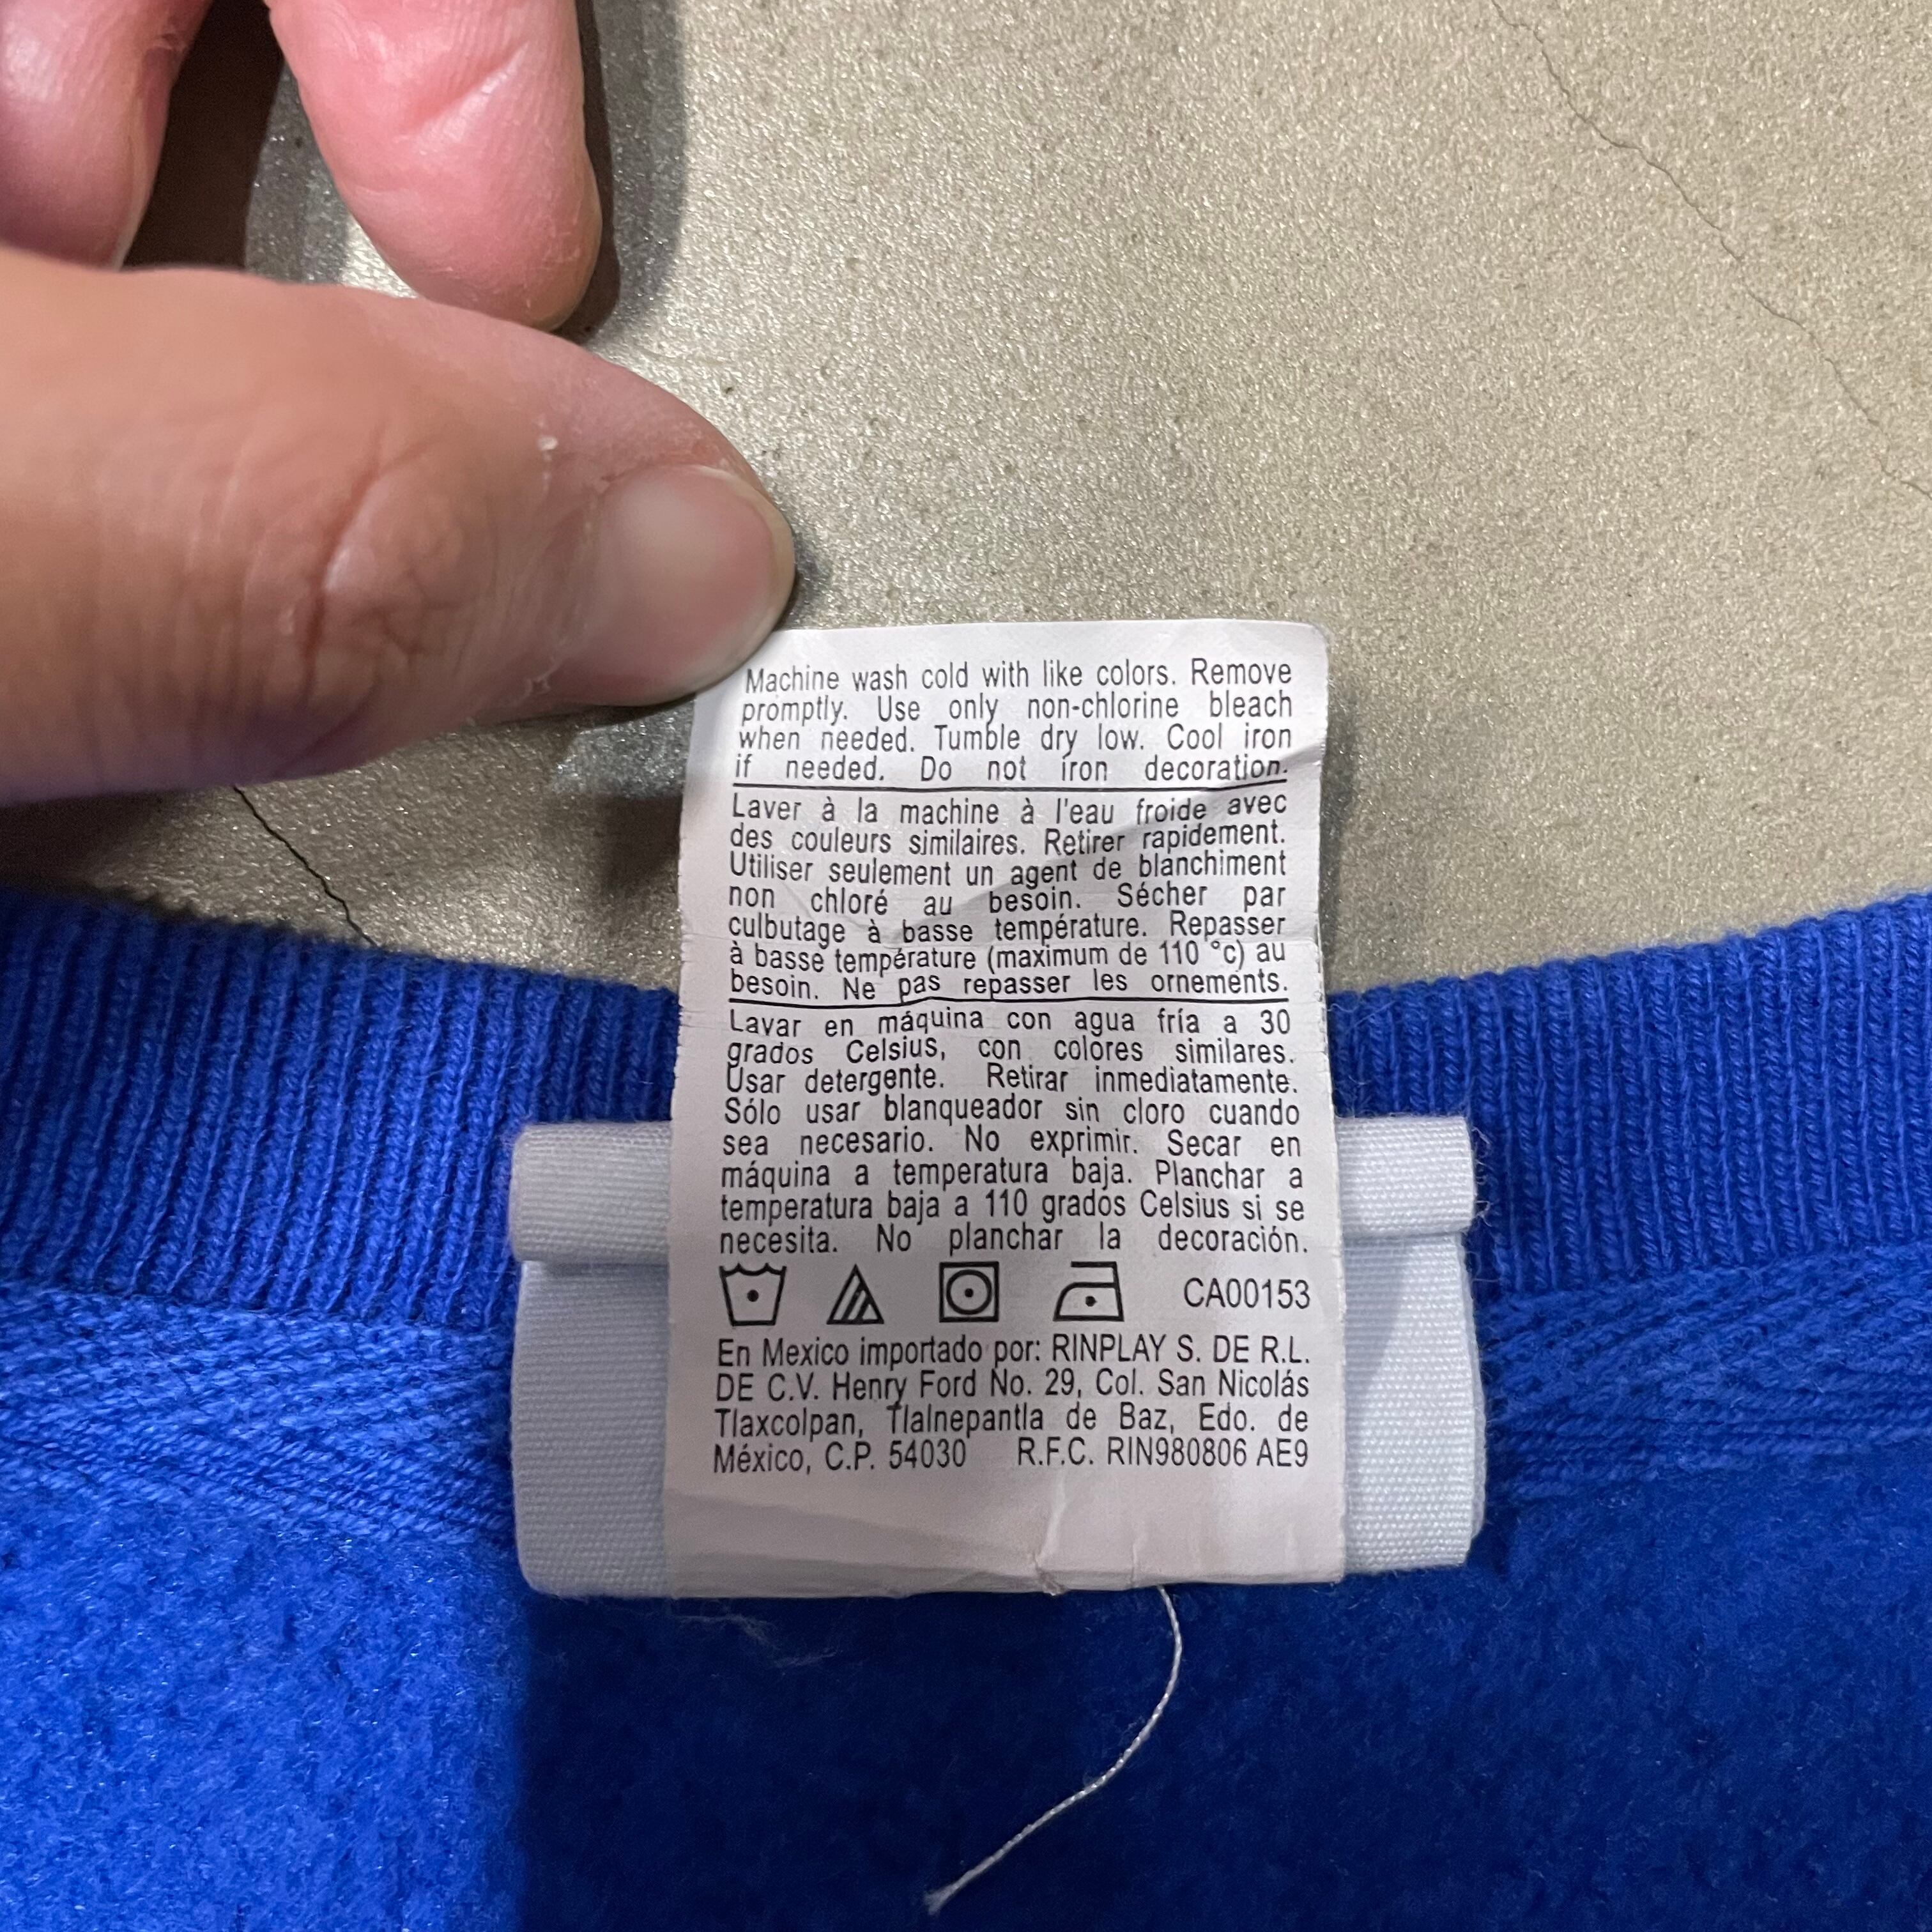 Machine wash cold with like colors. Remove
promptly. Use only non-chlorine bleach
when needed. Tumble dry low. Cool iron
if needed. Do not iron decoration.
Laver à la machine à l'eau froide avec
des couleurs similaires. Retirer rapidement.
Utiliser seulement un agent de blanchiment
non chloré au besoin. Sécher par
culbutage à basse température. Repasser
à basse température (maximum de 110 °c) au
besoin. Ne pas repasser les ornements.
Lavar en máquina con agua fría a 30
grados Celsius, con colores similares.
Usar detergente. Retirar inmediatamente.
Sólo usar blanqueador sin cloro cuando
sea necesario. No exprimir. Secar en
máquina a temperatura baja. Planchar a
temperatura baja a 110 grados Celsius si se
necesita. No planchar la decoración.
CA00153
En Mexico importado por: RINPLAY S. DE R.L.
DE C.V. Henry Ford No. 29, Col. San Nicolás
Tlaxcolpan, Tlalnepantla de Baz, Edo. de
México, C.P. 54030 R.F.C. RIN980806 AE9